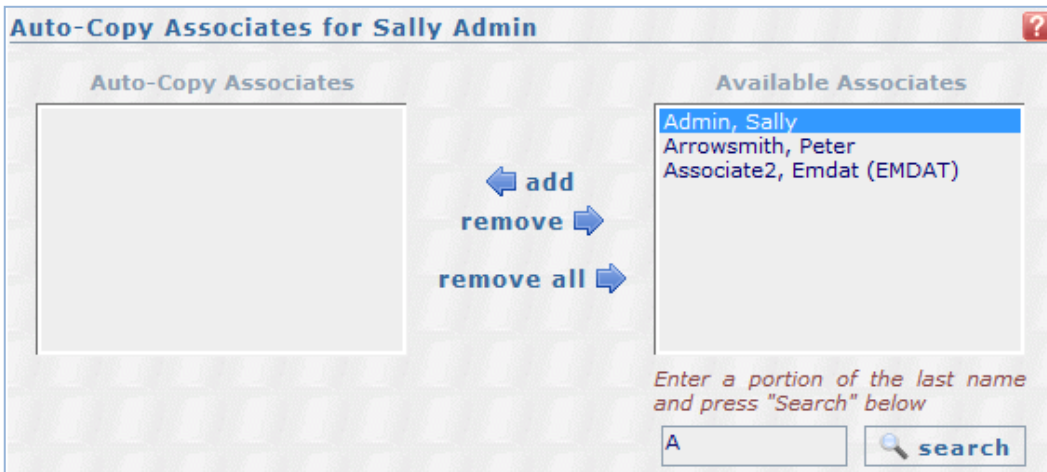 Auto-Copy Associates for Sally Admin
?
Auto-Copy Associates
Available Associates
Admin, Sally
Arrowsmith, Peter
Associate2, Emdat (EMDAT)
add
remove
remove all
Enter a portion of the last name
and press "Search" below
A
search